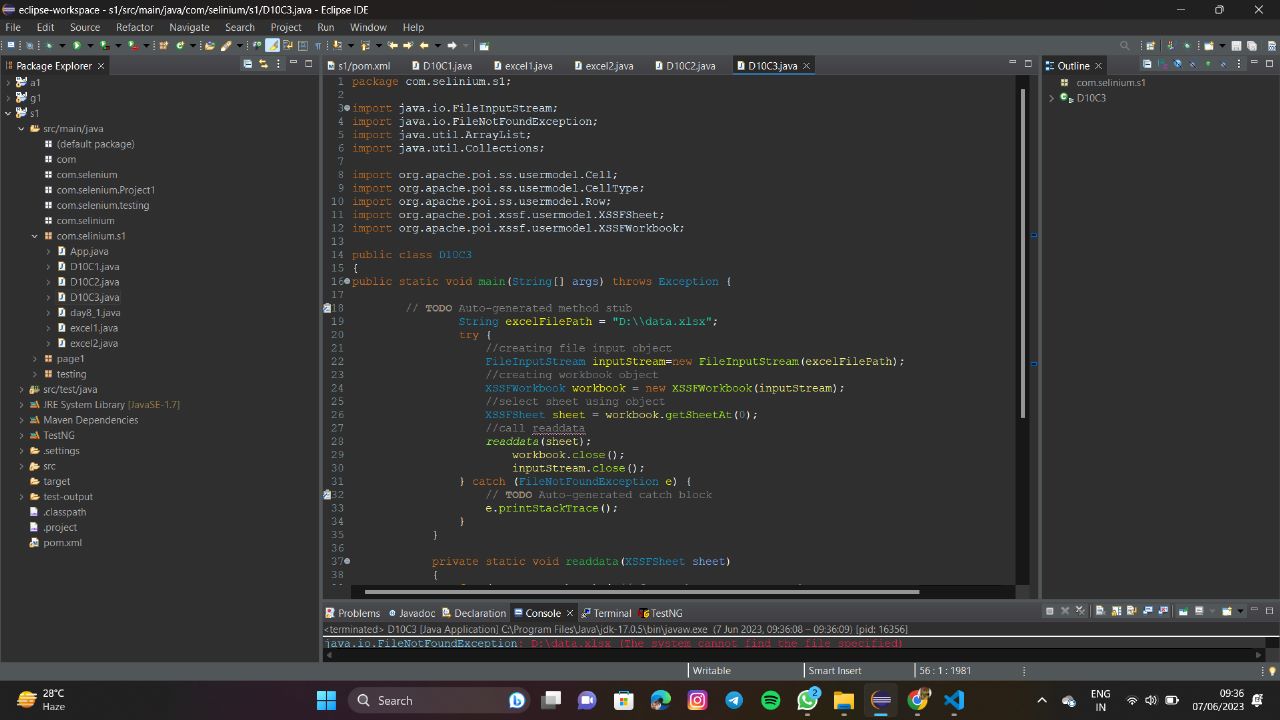 eclipse-workspace - s1/src/main/java/com/selinium/s1/D10C3.java - Eclipse IDE
File Edit Source Refactor Navigate Search Project Run Window Help
Package Explorer
a1
g1
s1
src/main/java
(default package)
com
com.selenium
com.selenium.Project1
com.selenium.testing
com.selinium
com.selinium.s1
App.java
D10C1.java
D10C2.java
D10C3.java
day8_1.java
excel1.java
excel2.java
page1
testing
src/test/java
JRE System Library [JavaSE-1.7]
Maven Dependencies
TestNG
.settings
src
target
test-output
.classpath
.project
pom.xml
s1/pom.xml D10C1.java excel1.java excel2.java D10C2.java D10C3.java
1 package com.selinium.s1;
2
3 import java.io.FileInputStream;
4 import java.io.FileNotFoundException;
5 import java.util.ArrayList;
6 import java.util.Collections;
7
8 import org.apache.poi.ss.usermodel.Cell;
9 import org.apache.poi.ss.usermodel.CellType;
10 import org.apache.poi.ss.usermodel.Row;
11 import org.apache.poi.xssf.usermodel.XSSFSheet;
12 import org.apache.poi.xssf.usermodel.XSSFWorkbook;
13
14 public class D10C3
15 {
16 public static void main(String[] args) throws Exception {
17
18 // TODO Auto-generated method stub
19 String excelFilePath = "D:\\data.xlsx";
20 try {
21 //creating file input object
22 FileInputStream inputStream=new FileInputStream(excelFilePath);
23 //creating workbook object
24 XSSFWorkbook workbook = new XSSFWorkbook(inputStream);
25 //select sheet using object
26 XSSFSheet sheet = workbook.getSheetAt(0);
27 //call readdata
28 readdata(sheet);
29 workbook.close();
30 inputStream.close();
31 } catch (FileNotFoundException e) {
32 // TODO Auto-generated catch block
33 e.printStackTrace();
34 }
35 }
36
37 private static void readdata(XSSFSheet sheet)
38 {
Outline
com.selinium.s1
D10C3
Problems Javadoc Declaration Console Terminal TestNG
<terminated> D10C3 [Java Application] C:\Program Files\Java\jdk-17.0.5\bin\javaw.exe (7 Jun 2023, 09:36:08 – 09:36:09) [pid: 16356]
java.io.FileNotFoundException: D:\data.xlsx (The system cannot find the file specified)
Writable Smart Insert 56 : 1 : 1981
28°C
Haze
Search
2
ENG
IN
09:36
07/06/2023